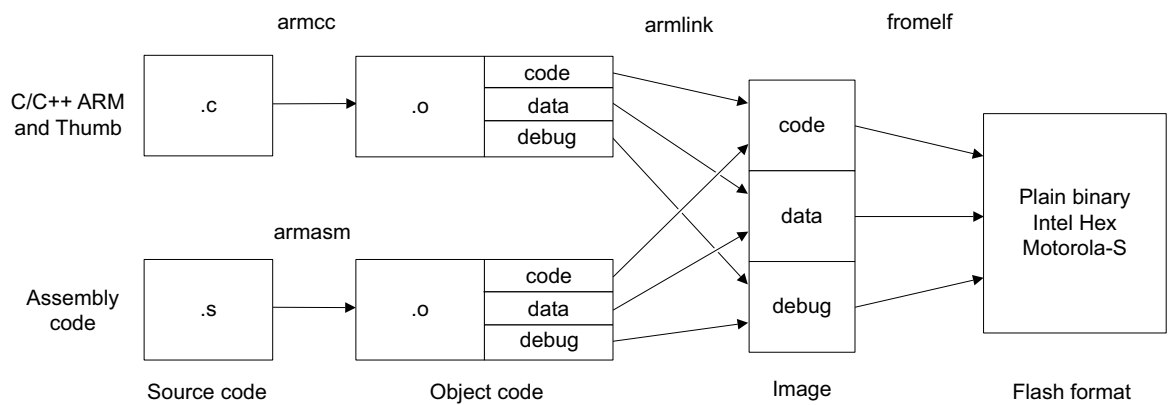 armcc
armlink
fromelf
C/C++ ARM
and Thumb
.c
.o
code
data
debug
code
data
debug
Plain binary
Intel Hex
Motorola-S
armasm
Assembly
code
.s
.o
code
data
debug
Source code
Object code
Image
Flash format